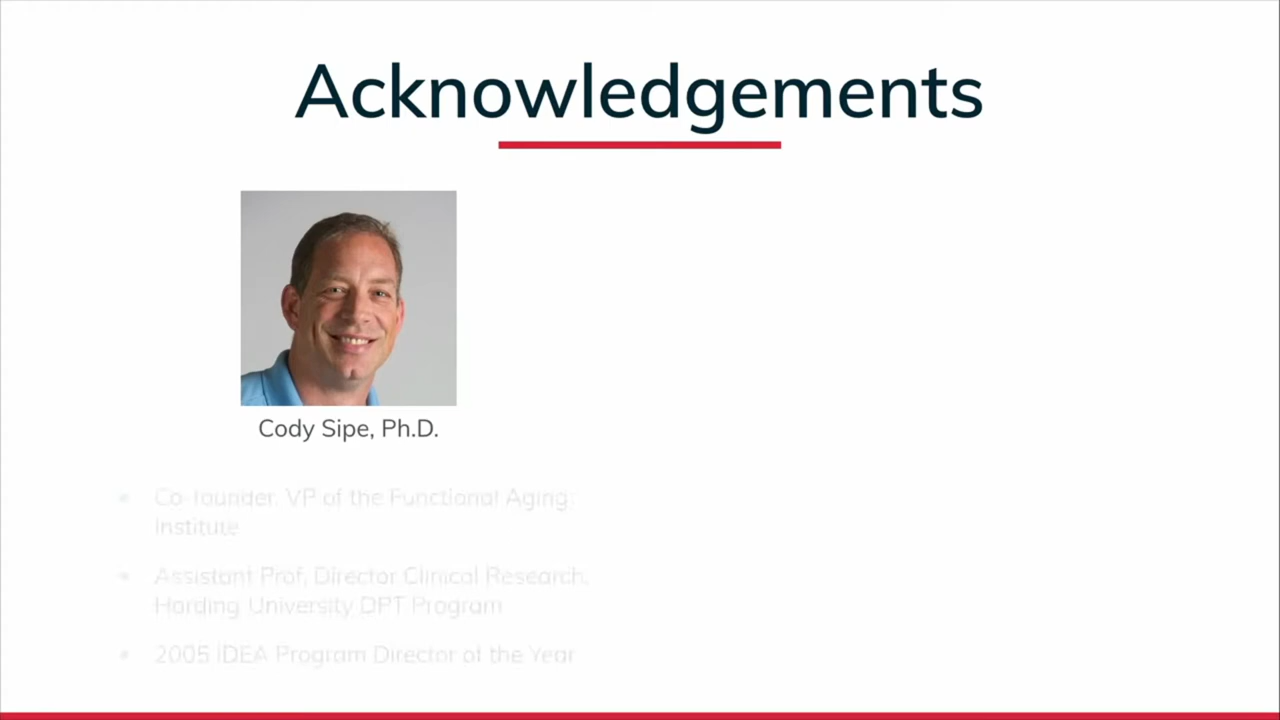 Acknowledgements
Cody Sipe, Ph.D.
• Co-founder, VP of the Functional Aging
Institute
• Assistant Prof, Director Clinical Research,
Harding University DPT Program
• 2005 IDEA Program Director of the Year